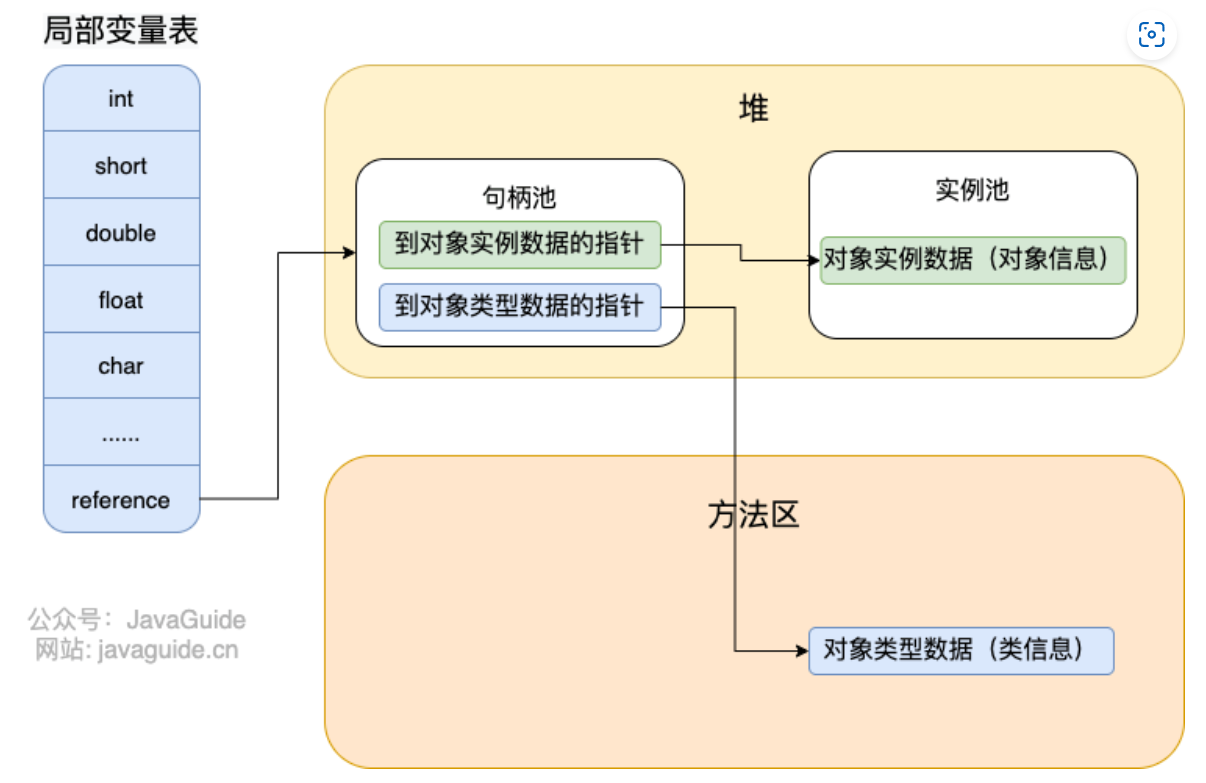 局部变量表
int
short
double
float
char
......
reference
堆
句柄池
到对象实例数据的指针
到对象类型数据的指针
实例池
对象实例数据（对象信息）
方法区
对象类型数据（类信息）
公众号：JavaGuide
网站: javaguide.cn